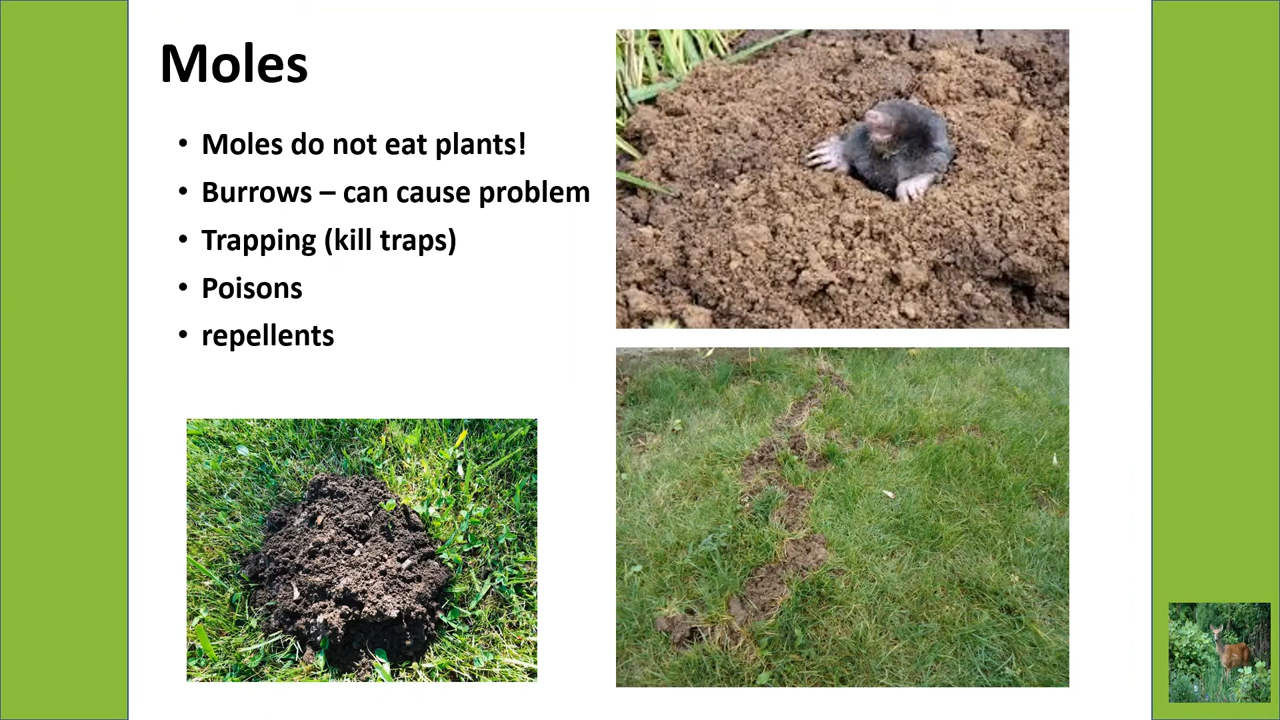 Moles
• Moles do not eat plants!
• Burrows – can cause problem
• Trapping (kill traps)
• Poisons
• repellents